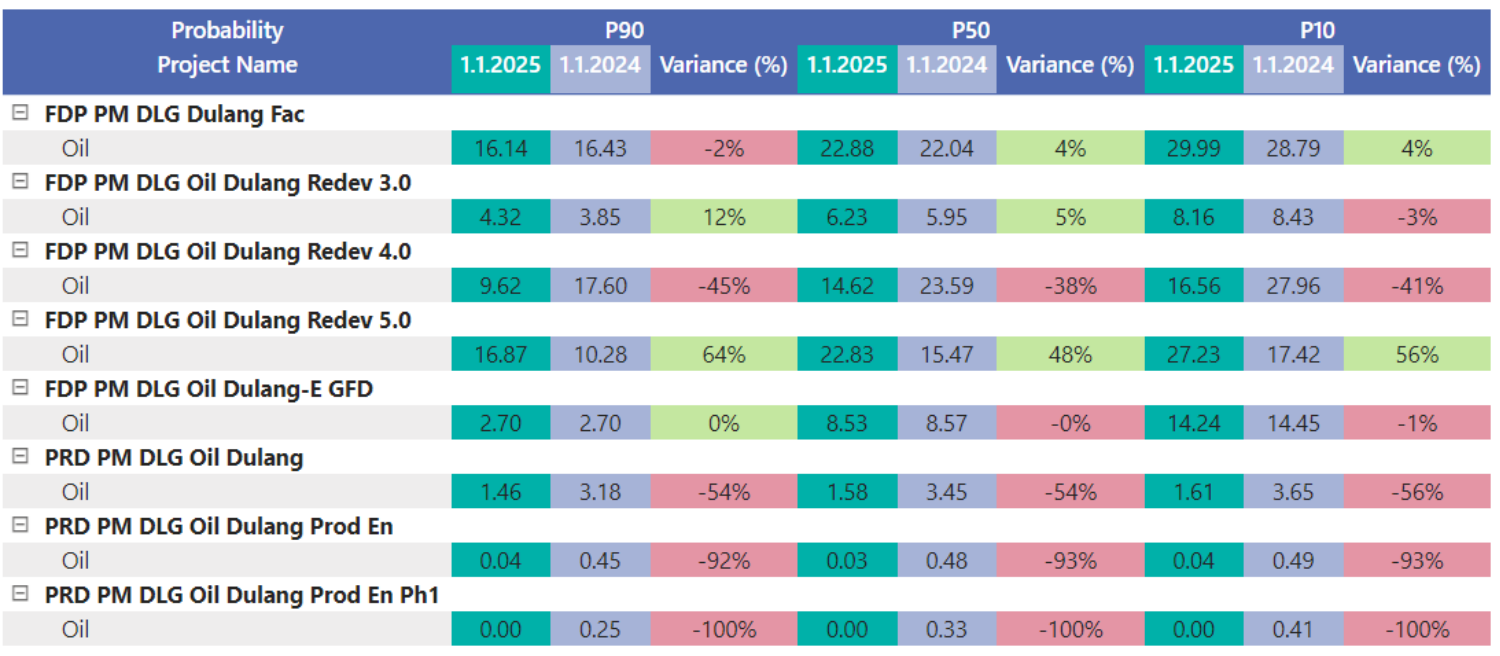 Probability P90 P50 P10
Project Name 1.1.2025 1.1.2024 Variance (%) 1.1.2025 1.1.2024 Variance (%) 1.1.2025 1.1.2024 Variance (%)
FDP PM DLG Dulang Fac
Oil 16.14 16.43 -2% 22.88 22.04 4% 29.99 28.79 4%
FDP PM DLG Oil Dulang Redev 3.0
Oil 4.32 3.85 12% 6.23 5.95 5% 8.16 8.43 -3%
FDP PM DLG Oil Dulang Redev 4.0
Oil 9.62 17.60 -45% 14.62 23.59 -38% 16.56 27.96 -41%
FDP PM DLG Oil Dulang Redev 5.0
Oil 16.87 10.28 64% 22.83 15.47 48% 27.23 17.42 56%
FDP PM DLG Oil Dulang-E GFD
Oil 2.70 2.70 0% 8.53 8.57 -0% 14.24 14.45 -1%
PRD PM DLG Oil Dulang
Oil 1.46 3.18 -54% 1.58 3.45 -54% 1.61 3.65 -56%
PRD PM DLG Oil Dulang Prod En
Oil 0.04 0.45 -92% 0.03 0.48 -93% 0.04 0.49 -93%
PRD PM DLG Oil Dulang Prod En Ph1
Oil 0.00 0.25 -100% 0.00 0.33 -100% 0.00 0.41 -100%